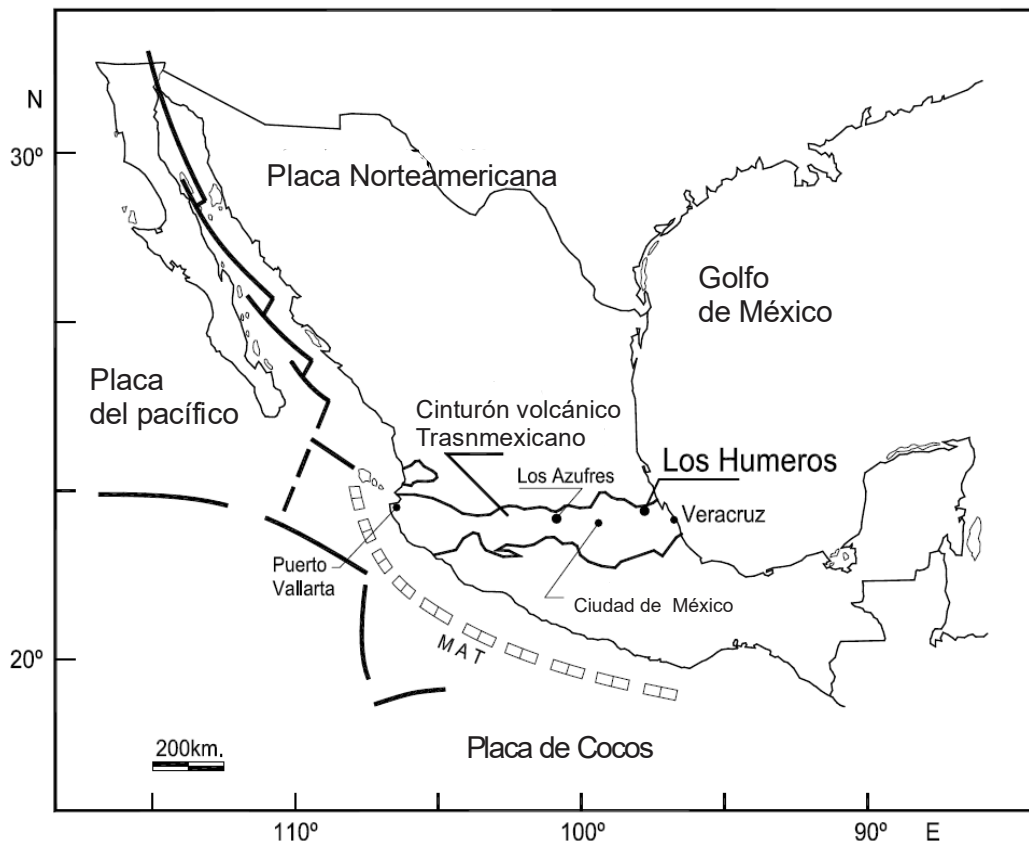 N
30º
Placa Norteamericana
Golfo
de México
Placa
del pacífico
Cinturón volcánico
Trasnmexicano
Los Azufres
Los Humeros
Veracruz
Puerto
Vallarta
Ciudad de México
MAT
20º
Placa de Cocos
200km.
110º
100º
90º
E